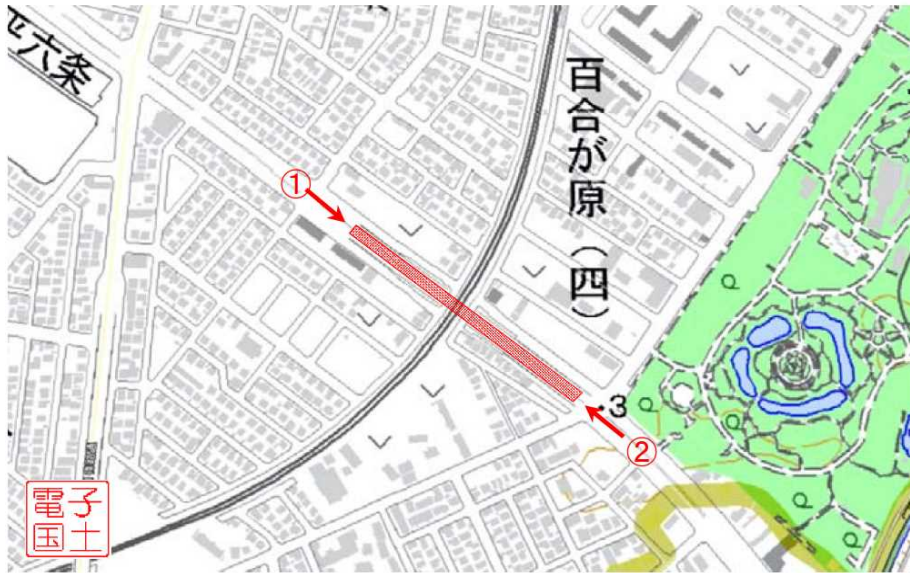 六条
百合が原（四）
①
・3
②
電子
国土